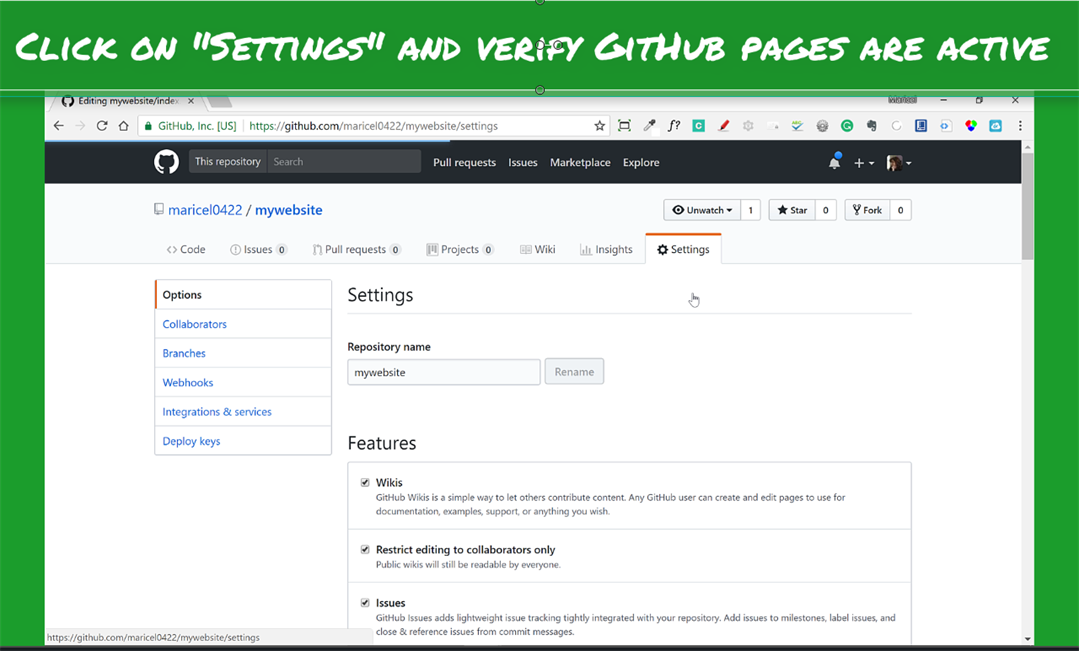 Click on "Settings" and verify GitHub pages are active
Editing mywebsite/index
Maricel
GitHub, Inc. [US] https://github.com/maricel0422/mywebsite/settings
This repository Search Pull requests Issues Marketplace Explore
maricel0422 / mywebsite
Unwatch 1 Star 0 Fork 0
Code Issues 0 Pull requests 0 Projects 0 Wiki Insights Settings
Options
Collaborators
Branches
Webhooks
Integrations & services
Deploy keys
Settings
Repository name
mywebsite Rename
Features
Wikis
GitHub Wikis is a simple way to let others contribute content. Any GitHub user can create and edit pages to use for
documentation, examples, support, or anything you wish.
Restrict editing to collaborators only
Public wikis will still be readable by everyone.
Issues
GitHub Issues adds lightweight issue tracking tightly integrated with your repository. Add issues to milestones, label issues, and
close & reference issues from commit messages.
https://github.com/maricel0422/mywebsite/settings